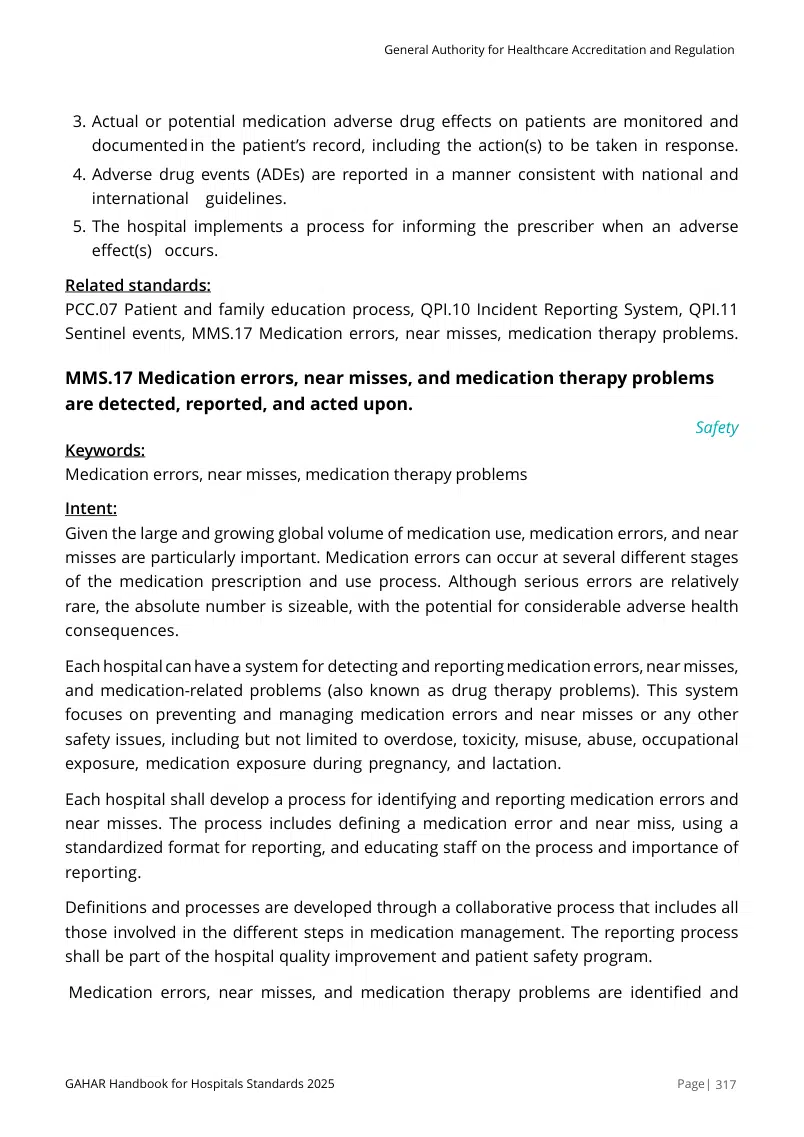 General Authority for Healthcare Accreditation and Regulation
3. Actual or potential medication adverse drug effects on patients are monitored and
documented in the patient’s record, including the action(s) to be taken in response.
4. Adverse drug events (ADEs) are reported in a manner consistent with national and
international guidelines.
5. The hospital implements a process for informing the prescriber when an adverse
effect(s) occurs.
Related standards:
PCC.07 Patient and family education process, QPI.10 Incident Reporting System, QPI.11
Sentinel events, MMS.17 Medication errors, near misses, medication therapy problems.
MMS.17 Medication errors, near misses, and medication therapy problems
are detected, reported, and acted upon.
Safety
Keywords:
Medication errors, near misses, medication therapy problems
Intent:
Given the large and growing global volume of medication use, medication errors, and near
misses are particularly important. Medication errors can occur at several different stages
of the medication prescription and use process. Although serious errors are relatively
rare, the absolute number is sizeable, with the potential for considerable adverse health
consequences.
Each hospital can have a system for detecting and reporting medication errors, near misses,
and medication-related problems (also known as drug therapy problems). This system
focuses on preventing and managing medication errors and near misses or any other
safety issues, including but not limited to overdose, toxicity, misuse, abuse, occupational
exposure, medication exposure during pregnancy, and lactation.
Each hospital shall develop a process for identifying and reporting medication errors and
near misses. The process includes defining a medication error and near miss, using a
standardized format for reporting, and educating staff on the process and importance of
reporting.
Definitions and processes are developed through a collaborative process that includes all
those involved in the different steps in medication management. The reporting process
shall be part of the hospital quality improvement and patient safety program.
Medication errors, near misses, and medication therapy problems are identified and
GAHAR Handbook for Hospitals Standards 2025
Page| 317